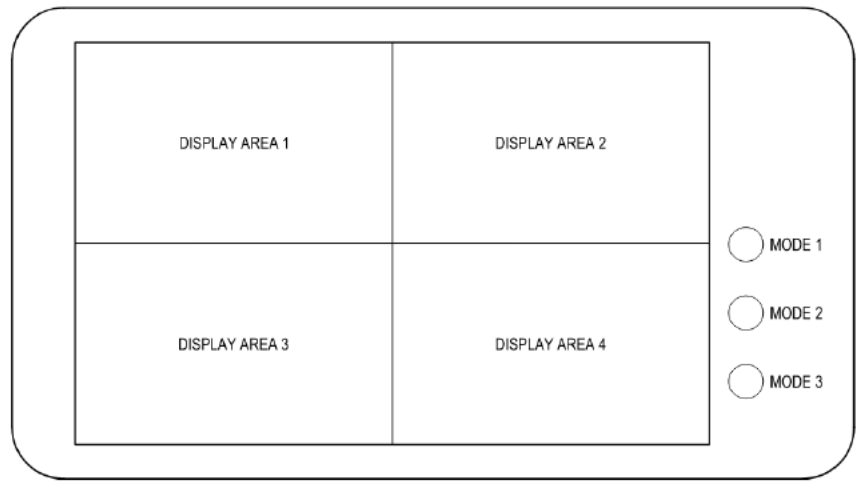 DISPLAY AREA 1
DISPLAY AREA 2
MODE 1
MODE 2
DISPLAY AREA 3
DISPLAY AREA 4
MODE 3